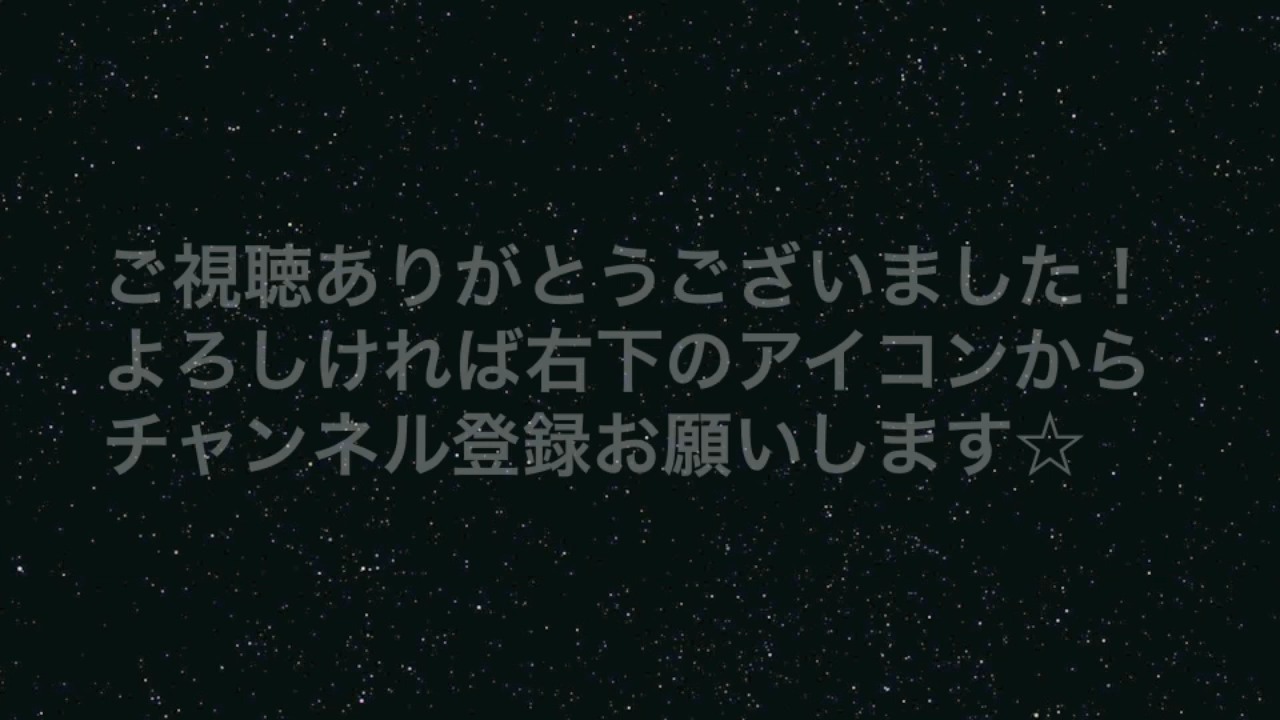 ご視聴ありがとうございました！
よろしければ右下のアイコンから
チャンネル登録お願いします☆